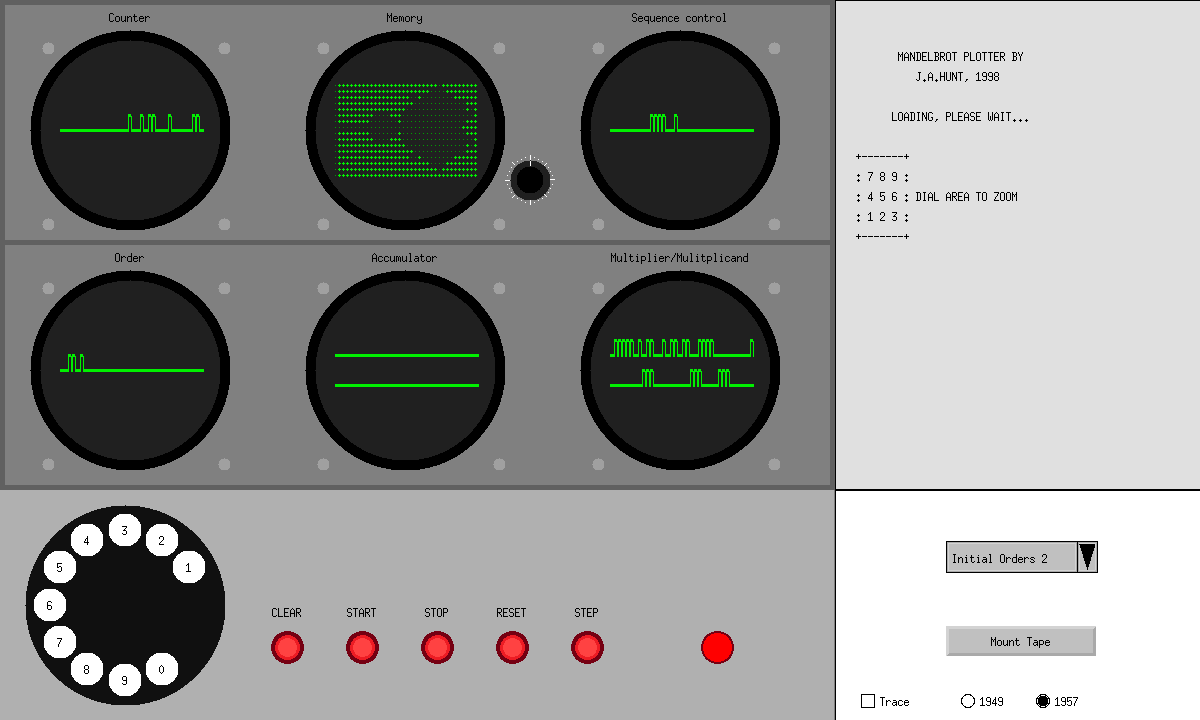 Counter
Memory
Sequence control
Order
Accumulator
Multiplier/Mulitplicand
MANDELBROT PLOTTER BY
J.A.HUNT, 1998
LOADING, PLEASE WAIT...
+-------+
: 7 8 9 :
: 4 5 6 : DIAL AREA TO ZOOM
: 1 2 3 :
+-------+
3
4
2
5
1
6
7
8
0
9
CLEAR
START
STOP
RESET
STEP
Initial Orders 2
Mount Tape
Trace
1949
1957